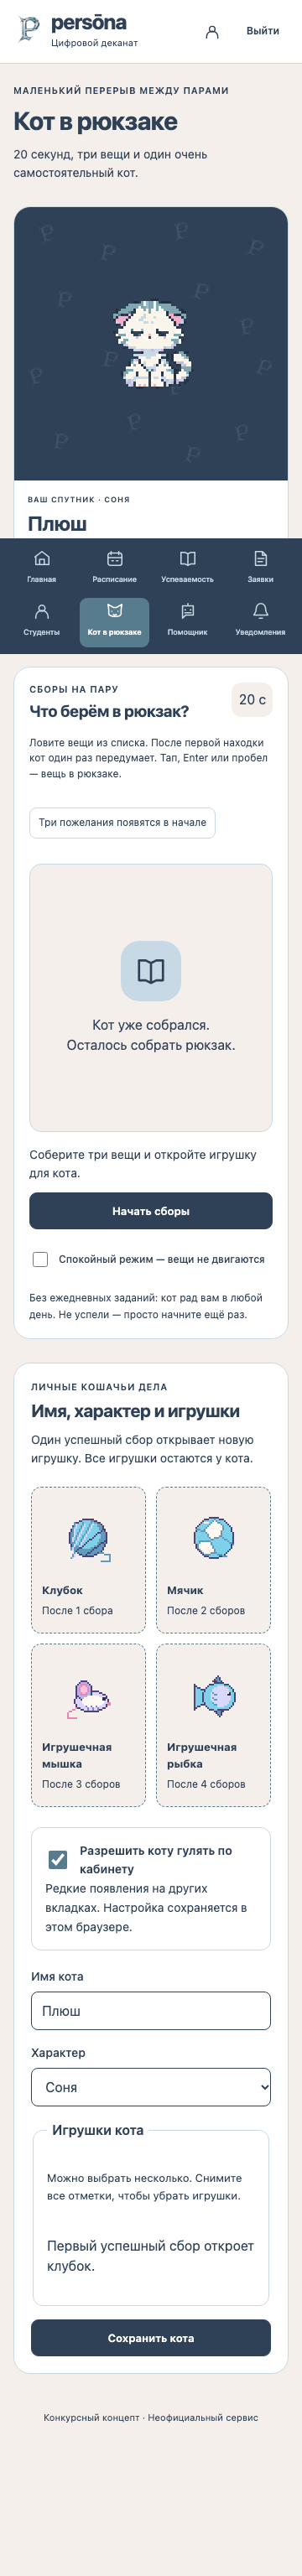 persōna
Цифровой деканат
Выйти
МАЛЕНЬКИЙ ПЕРЕРЫВ МЕЖДУ ПАРАМИ
Кот в рюкзаке
20 секунд, три вещи и один очень
самостоятельный кот.
ВАШ СПУТНИК · СОНЯ
Плюш
Главная
Расписание
Успеваемость
Заявки
Студенты
Кот в рюкзаке
Помощник
Уведомления
СБОРЫ НА ПАРУ
Что берём в рюкзак?
20 с
Ловите вещи из списка. После первой находки
кот один раз передумает. Тап, Enter или пробел
— вещь в рюкзаке.
Три пожелания появятся в начале
Кот уже собрался.
Осталось собрать рюкзак.
Соберите три вещи и откройте игрушку
для кота.
Начать сборы
Спокойный режим — вещи не двигаются
Без ежедневных заданий: кот рад вам в любой
день. Не успели — просто начните ещё раз.
ЛИЧНЫЕ КОШАЧЬИ ДЕЛА
Имя, характер и игрушки
Один успешный сбор открывает новую
игрушку. Все игрушки остаются у кота.
Клубок
После 1 сбора
Мячик
После 2 сборов
Игрушечная
мышка
После 3 сборов
Игрушечная
рыбка
После 4 сборов
Разрешить коту гулять по
кабинету
Редкие появления на других
вкладках. Настройка сохраняется в
этом браузере.
Имя кота
Плюш
Характер
Соня
Игрушки кота
Можно выбрать несколько. Снимите
все отметки, чтобы убрать игрушки.
Первый успешный сбор откроет
клубок.
Сохранить кота
Конкурсный концепт · Неофициальный сервис